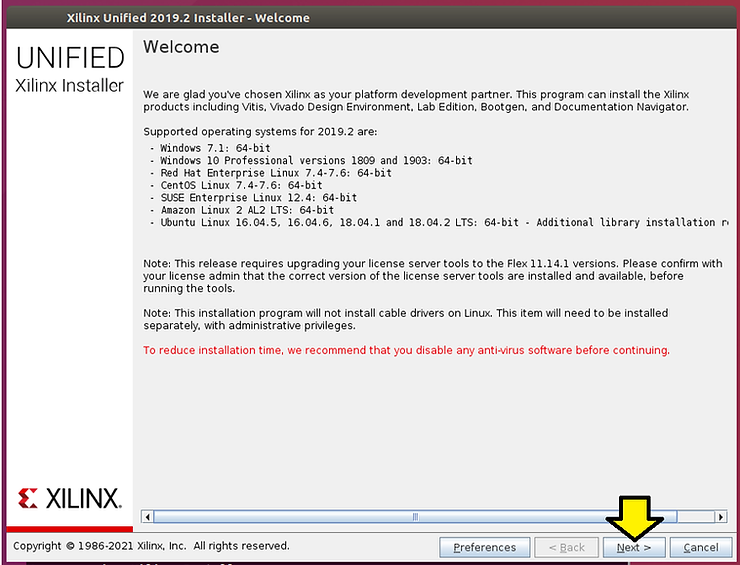 Xilinx Unified 2019.2 Installer - Welcome
UNIFIED
Xilinx Installer
Welcome
We are glad you've chosen Xilinx as your platform development partner. This program can install the Xilinx
products including Vitis, Vivado Design Environment, Lab Edition, Bootgen, and Documentation Navigator.
Supported operating systems for 2019.2 are:
- Windows 7.1: 64-bit
- Windows 10 Professional versions 1809 and 1903: 64-bit
- Red Hat Enterprise Linux 7.4-7.6: 64-bit
- CentOS Linux 7.4-7.6: 64-bit
- SUSE Enterprise Linux 12.4: 64-bit
- Amazon Linux 2 AL2 LTS: 64-bit
- Ubuntu Linux 16.04.5, 16.04.6, 18.04.1 and 18.04.2 LTS: 64-bit - Additional library installation
Note: This release requires upgrading your license server tools to the Flex 11.14.1 versions. Please confirm with
your license admin that the correct version of the license server tools are installed and available, before
running the tools.
Note: This installation program will not install cable drivers on Linux. This item will need to be installed
separately, with administrative privileges.
To reduce installation time, we recommend that you disable any anti-virus software before continuing.
XILINX.
Copyright © 1986-2021 Xilinx, Inc. All rights reserved.
Preferences
< Back
Next >
Cancel